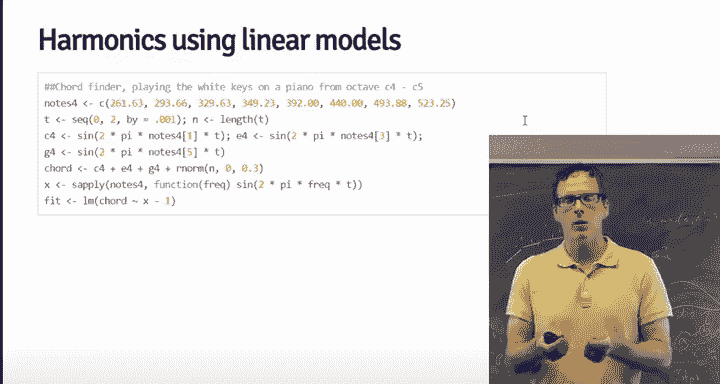 Harmonics using linear models
##Chord finder, playing the white keys on a piano from octave c4 - c5
notes4 <- c(261.63, 293.66, 329.63, 349.23, 392.00, 440.00, 493.88, 523.25)
t <- seq(0, 2, by = .001); n <- length(t)
c4 <- sin(2 * pi * notes4[1] * t); e4 <- sin(2 * pi * notes4[3] * t);
g4 <- sin(2 * pi * notes4[5] * t)
chord <- c4 + e4 + g4 + rnorm(n, 0, 0.3)
x <- sapply(notes4, function(freq) sin(2 * pi * freq * t))
fit <- lm(chord ~ x - 1)